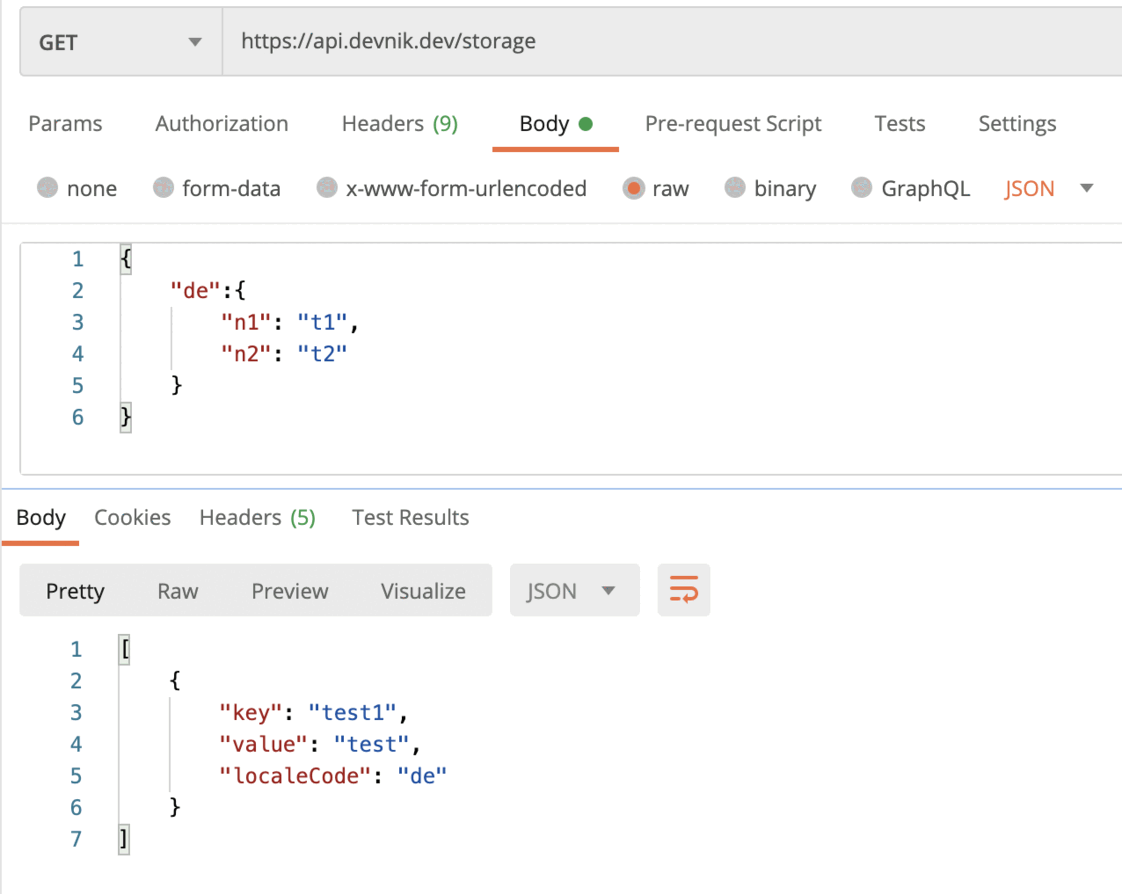 GET https://api.devnik.dev/storage
Params Authorization Headers (9) Body Pre-request Script Tests Settings
none form-data x-www-form-urlencoded raw binary GraphQL JSON
1 {
2 "de":{
3 "n1": "t1",
4 "n2": "t2"
5 }
6 }
Body Cookies Headers (5) Test Results
Pretty Raw Preview Visualize JSON
1 [
2 {
3 "key": "test1",
4 "value": "test",
5 "localeCode": "de"
6 }
7 ]